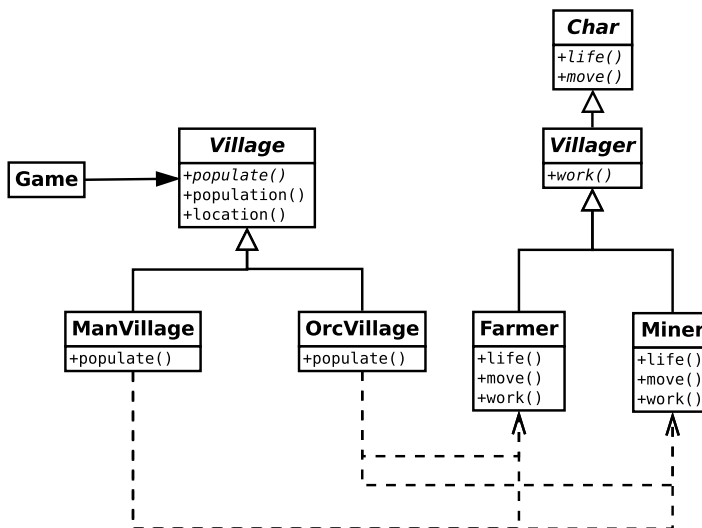 Char
+life()
+move()
Village
+populate()
+population()
+location()
Villager
+work()
Game
ManVillage
+populate()
OrcVillage
+populate()
Farmer
+life()
+move()
+work()
Miner
+life()
+move()
+work()